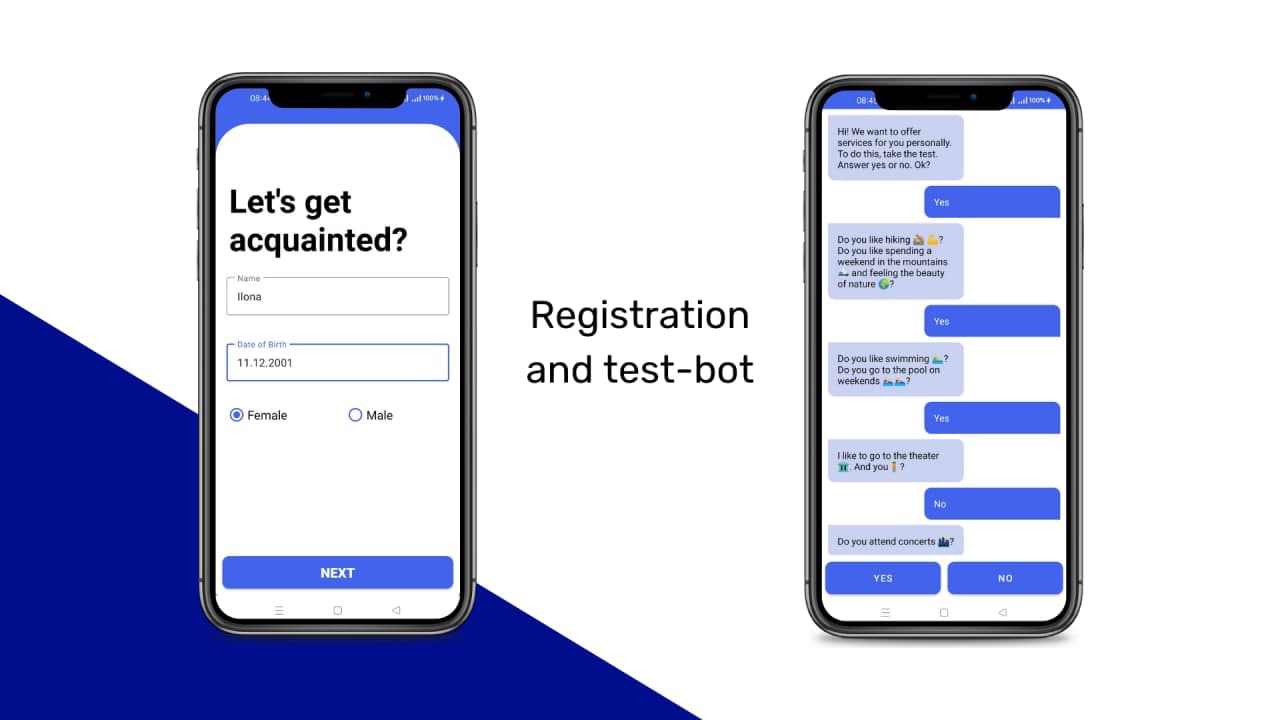 08:4
100%
Let's get
acquainted?
Name
Ilona
Date of Birth
11.12.2001
Female
Male
NEXT
Registration
and test-bot
08:4
100%
Hi! We want to offer
services for you personally.
To do this, take the test.
Answer yes or no. Ok?
Yes
Do you like hiking 🚵💪?
Do you like spending a
weekend in the mountains
🗻 and feeling the beauty
of nature 🌍?
Yes
Do you like swimming 🏊?
Do you go to the pool on
weekends 🏊🏊?
Yes
I like to go to the theater
. And you🧍?
No
Do you attend concerts ?
YES
NO